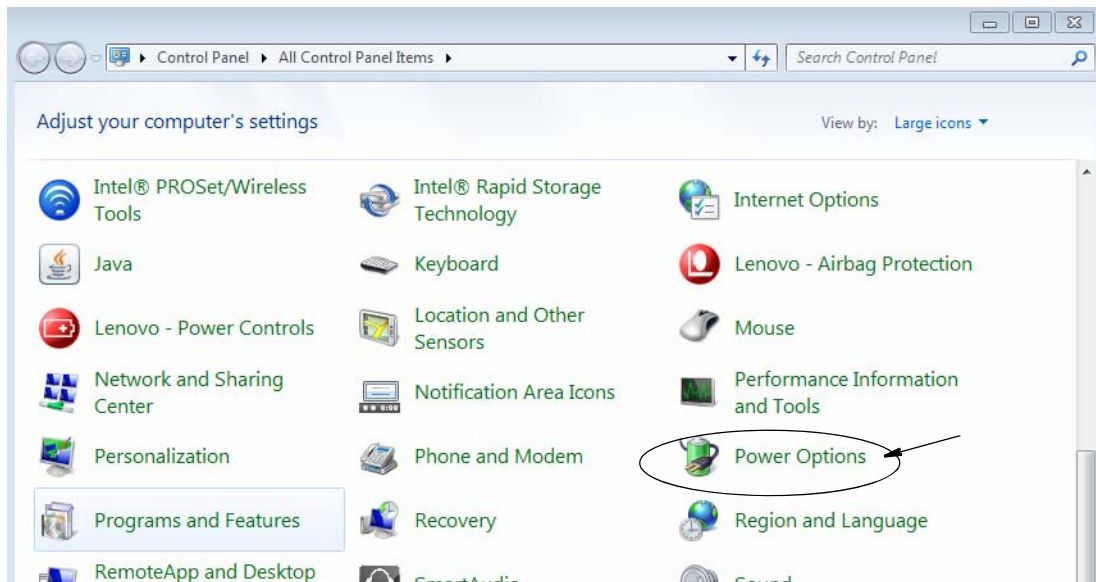 Control Panel ▸ All Control Panel Items ▸
Search Control Panel
Adjust your computer's settings
View by: Large icons
Intel® PROSet/Wireless
Tools
Intel® Rapid Storage
Technology
Internet Options
Java
Keyboard
Lenovo - Airbag Protection
Lenovo - Power Controls
Location and Other
Sensors
Mouse
Network and Sharing
Center
Notification Area Icons
Performance Information
and Tools
Personalization
Phone and Modem
Power Options
Programs and Features
Recovery
Region and Language
RemoteApp and Desktop
SmartAudio
Sound